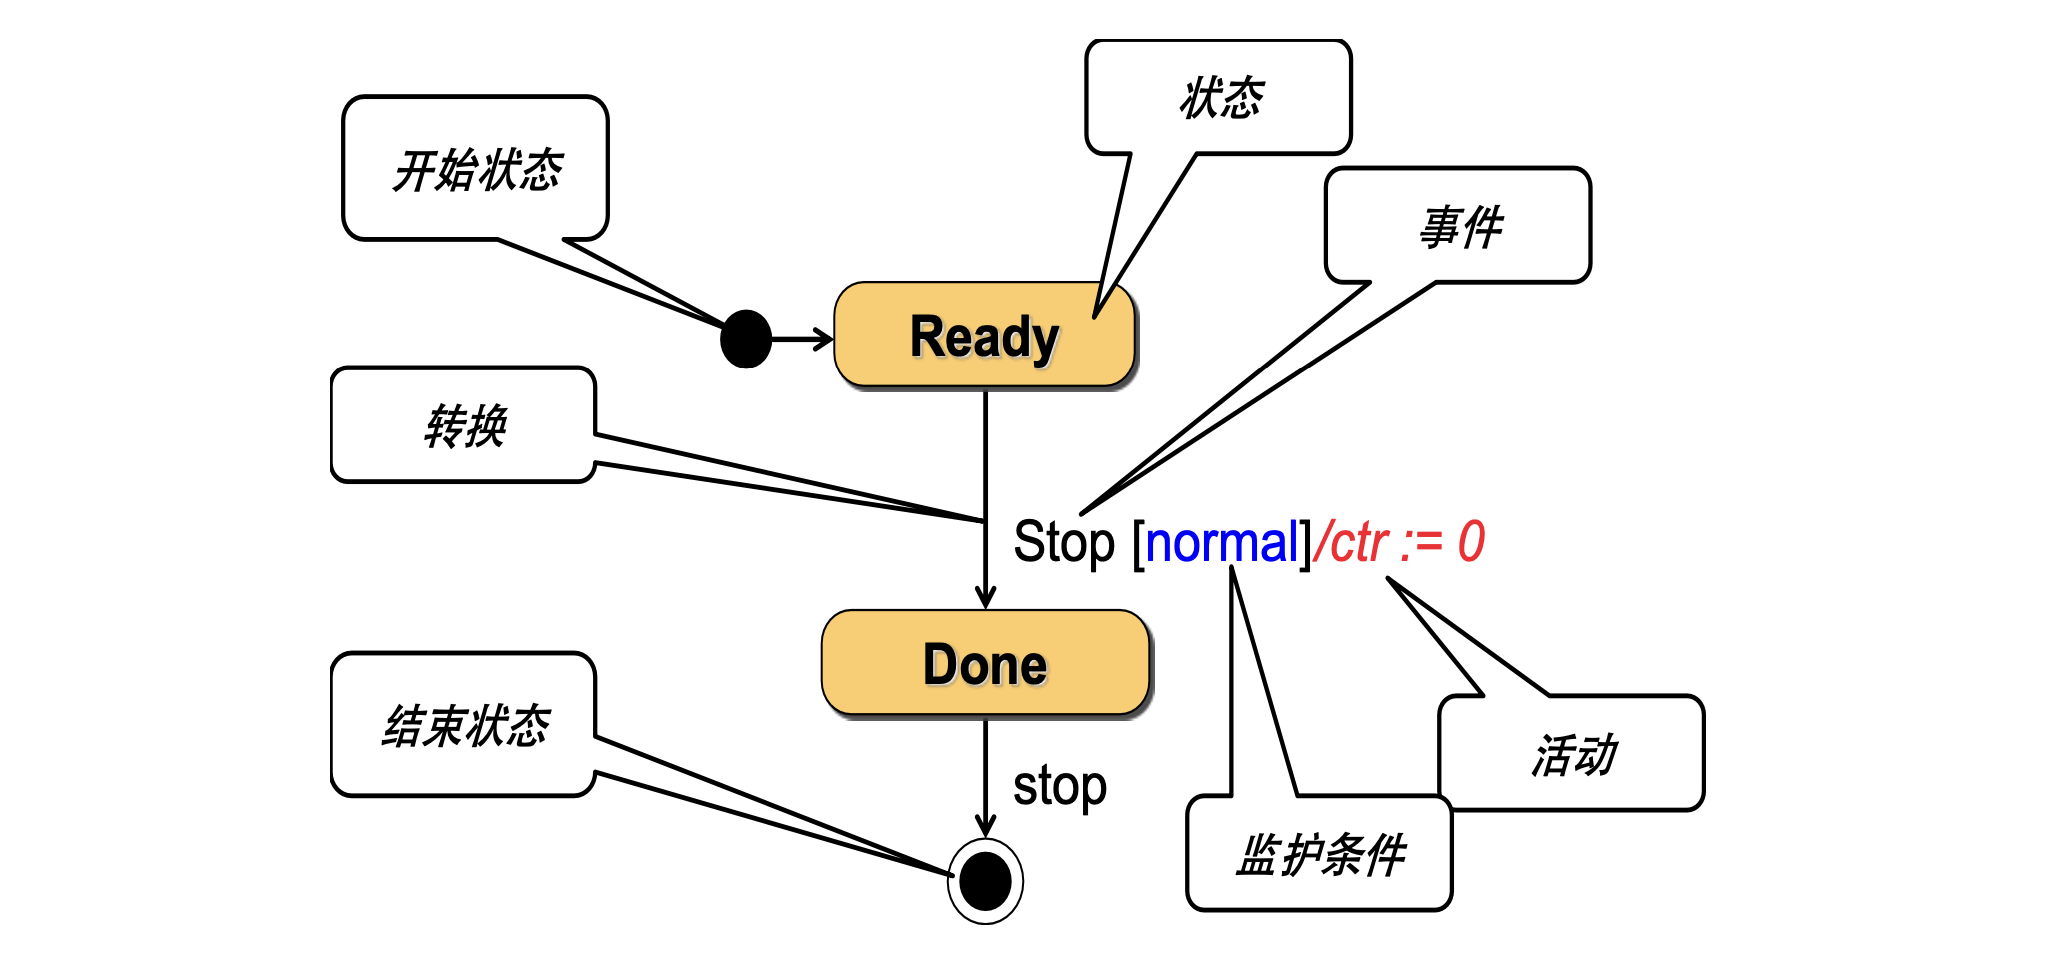 状态
开始状态
事件
Ready
转换
Stop [normal]/ctr := 0
Done
结束状态
活动
stop
监护条件